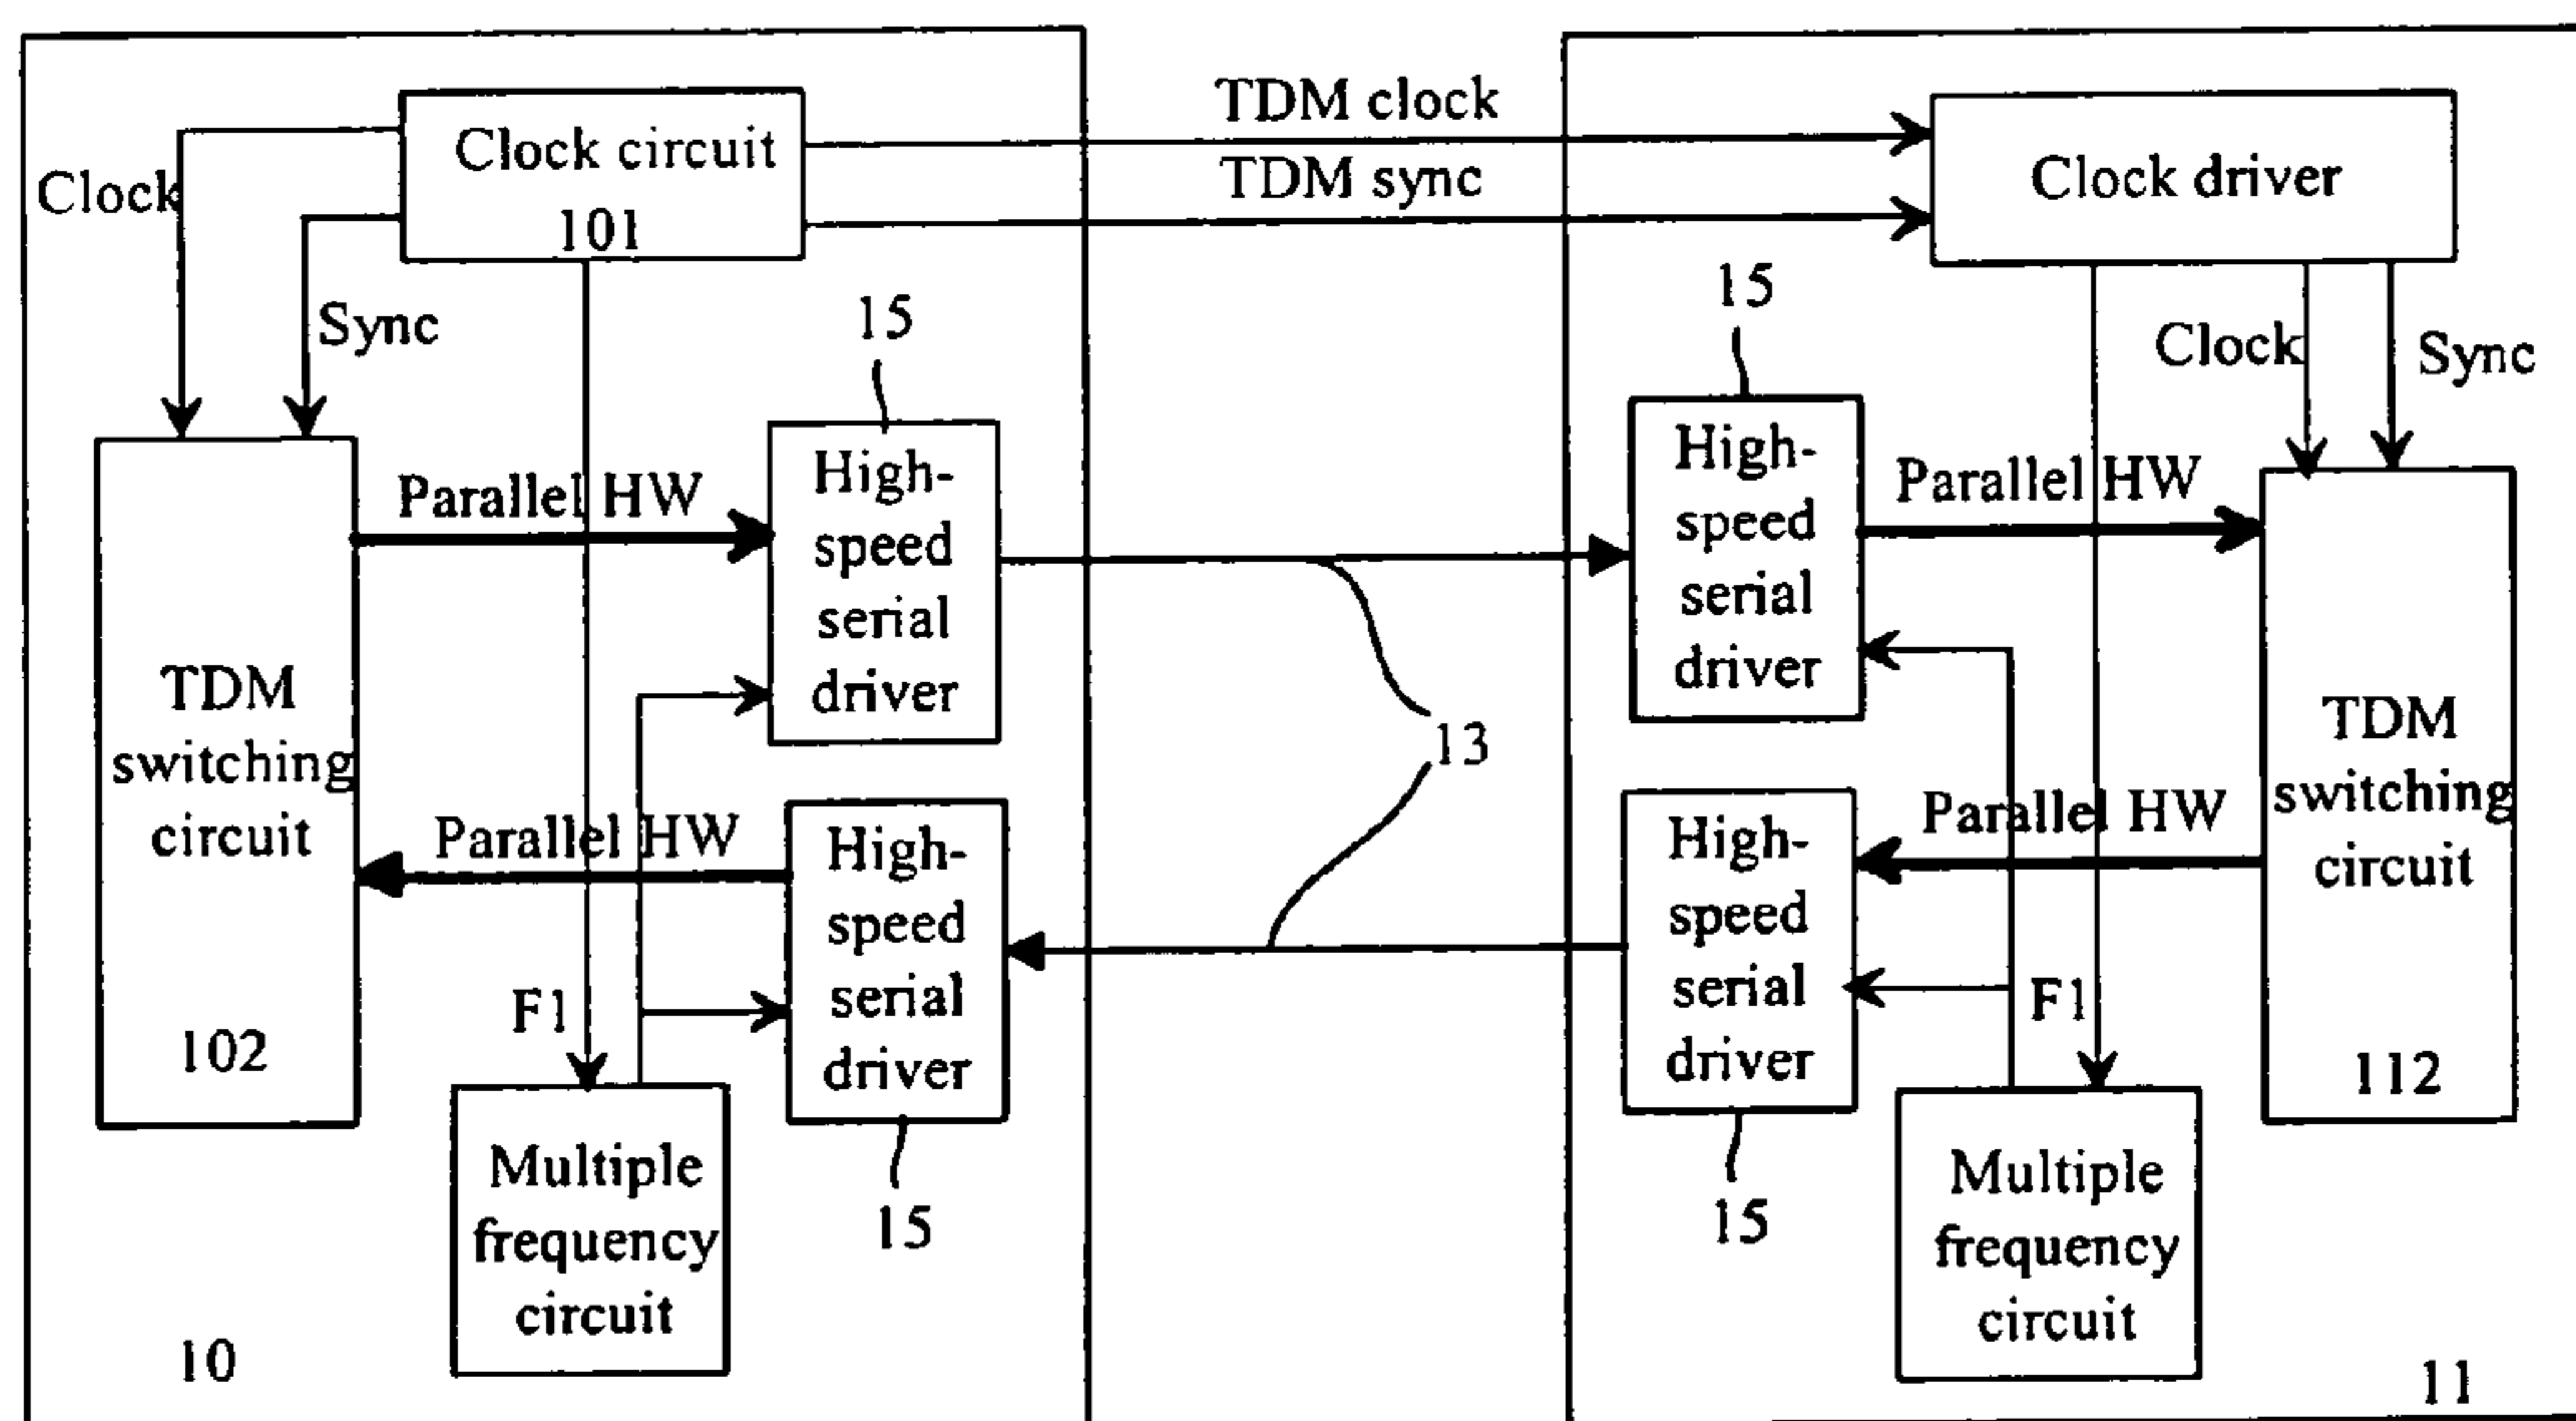 TDM clock
Clock circuit
101
Clock driver
Clock
TDM sync
Sync
15
15
Clock
Sync
High-
speed
serial
driver
High-
speed
serial
driver
Parallel HW
Parallel HW
TDM
switching
circuit
102
13
TDM
switching
circuit
112
Parallel HW
Parallel HW
High-
speed
serial
driver
High-
speed
serial
driver
F1
F1
15
15
Multiple
frequency
circuit
Multiple
frequency
circuit
10
11